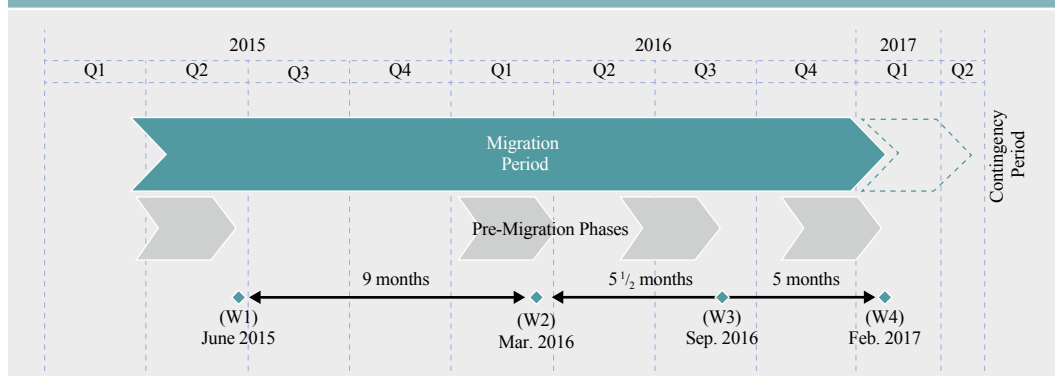 2015 2016 2017
Q1 Q2 Q3 Q4 Q1 Q2 Q3 Q4 Q1 Q2
Migration
Period
Contingency
Period
Pre-Migration Phases
9 months 5 1/2 months 5 months
(W1) (W2) (W3) (W4)
June 2015 Mar. 2016 Sep. 2016 Feb. 2017